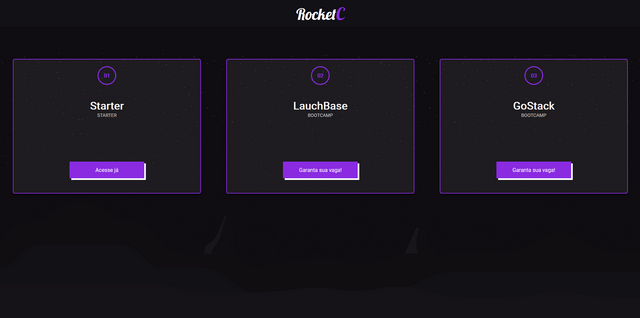 RocketC
01
Starter
STARTER
Acesse já
02
LauchBase
BOOTCAMP
Garanta sua vaga!
03
GoStack
BOOTCAMP
Garanta sua vaga!